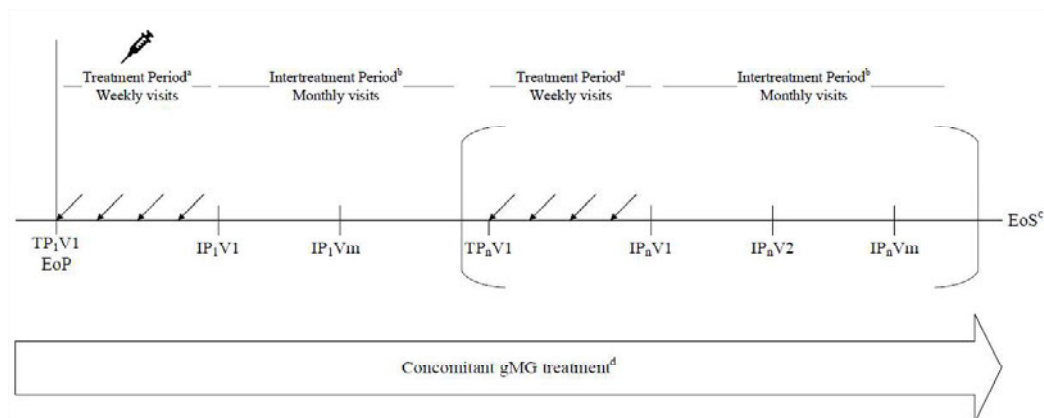 Treatment Periodᵃ
Weekly visits
Intertreatment Periodᵇ
Monthly visits
Treatment Periodᵃ
Weekly visits
Intertreatment Periodᵇ
Monthly visits
EoSᶜ
TP₁V1
EoP
IP₁V1
IP₁Vm
TPₙV1
IPₙV1
IPₙV2
IPₙVm
Concomitant gMG treatmentᵈ